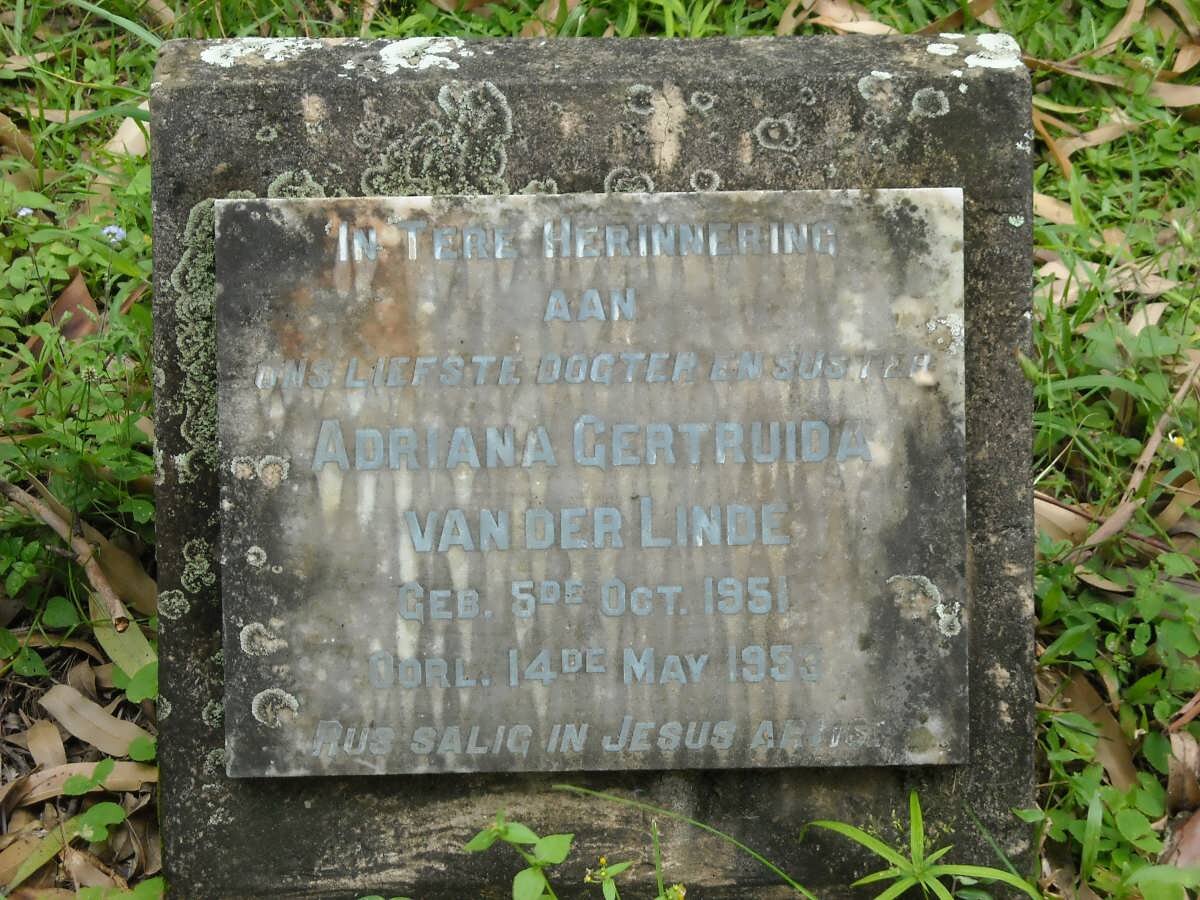 In Tere Herinnering
aan
ons liefste dogter en suster
Adriana Gertruida
van der Linde
Geb. 5de Oct. 1951
Oorl. 14de May 1953
Rus salig in Jesus